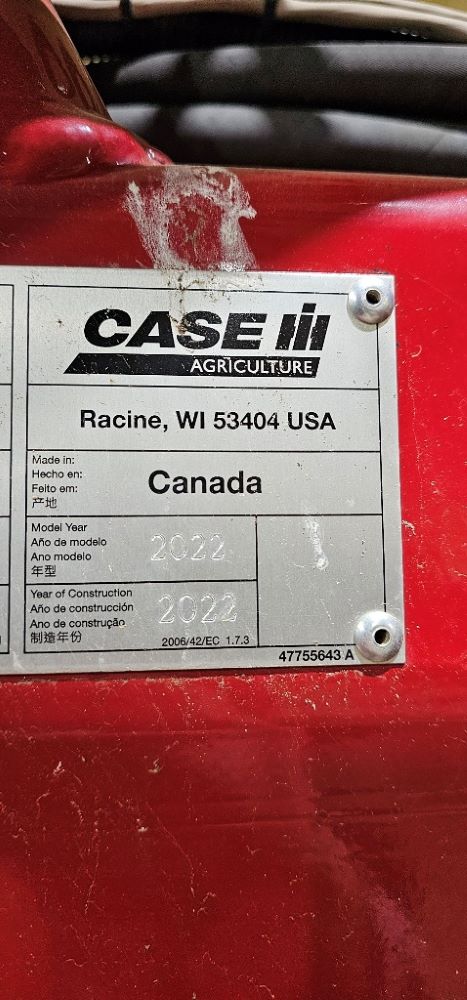 CASE IH
AGRICULTURE
Racine, WI 53404 USA
Made in:
Hecho en:
Feito em:
产地
Canada
Model Year
Año de modelo
Ano modelo
年型
2022
Year of Construction
Año de construcción
Ano de construção
制造年份
2022
2006/42/EC 1.7.3
47755643 A